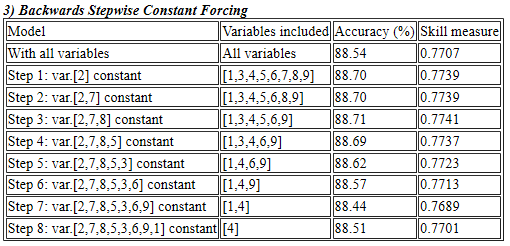 3) Backwards Stepwise Constant Forcing
Model Variables included Accuracy (%) Skill measure
With all variables All variables 88.54 0.7707
Step 1: var.[2] constant [1,3,4,5,6,7,8,9] 88.70 0.7739
Step 2: var.[2,7] constant [1,3,4,5,6,8,9] 88.70 0.7739
Step 3: var.[2,7,8] constant [1,3,4,5,6,9] 88.71 0.7741
Step 4: var.[2,7,8,5] constant [1,3,4,6,9] 88.69 0.7737
Step 5: var.[2,7,8,5,3] constant [1,4,6,9] 88.62 0.7723
Step 6: var.[2,7,8,5,3,6] constant [1,4,9] 88.57 0.7713
Step 7: var.[2,7,8,5,3,6,9] constant [1,4] 88.44 0.7689
Step 8: var.[2,7,8,5,3,6,9,1] constant [4] 88.51 0.7701